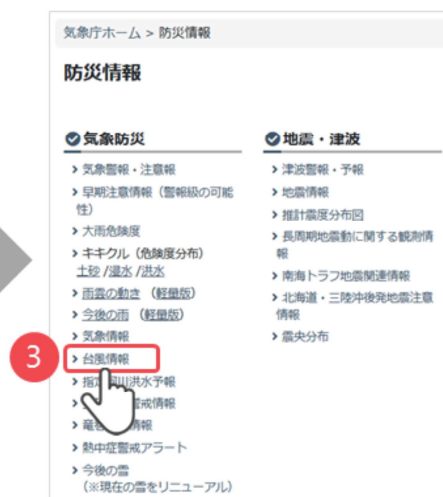 気象庁ホーム > 防災情報
防災情報
気象防災
> 気象警報・注意報
> 早期注意情報（警報級の可能
性）
> 大雨危険度
> キキクル（危険度分布）
土砂 /浸水 /洪水
> 雨雲の動き （軽量版）
> 今後の雨 （軽量版）
> 気象情報
3
> 台風情報
> 指定河川洪水予報
戒情報
> 竜 情報
> 熱中症警戒アラート
> 今後の雪
（※現在の雪をリニューアル）
地震・津波
> 津波警報・予報
> 地震情報
> 推計震度分布図
> 長周期地震動に関する観測情
報
> 南海トラフ地震関連情報
> 北海道・三陸沖後発地震注意
情報
> 震央分布